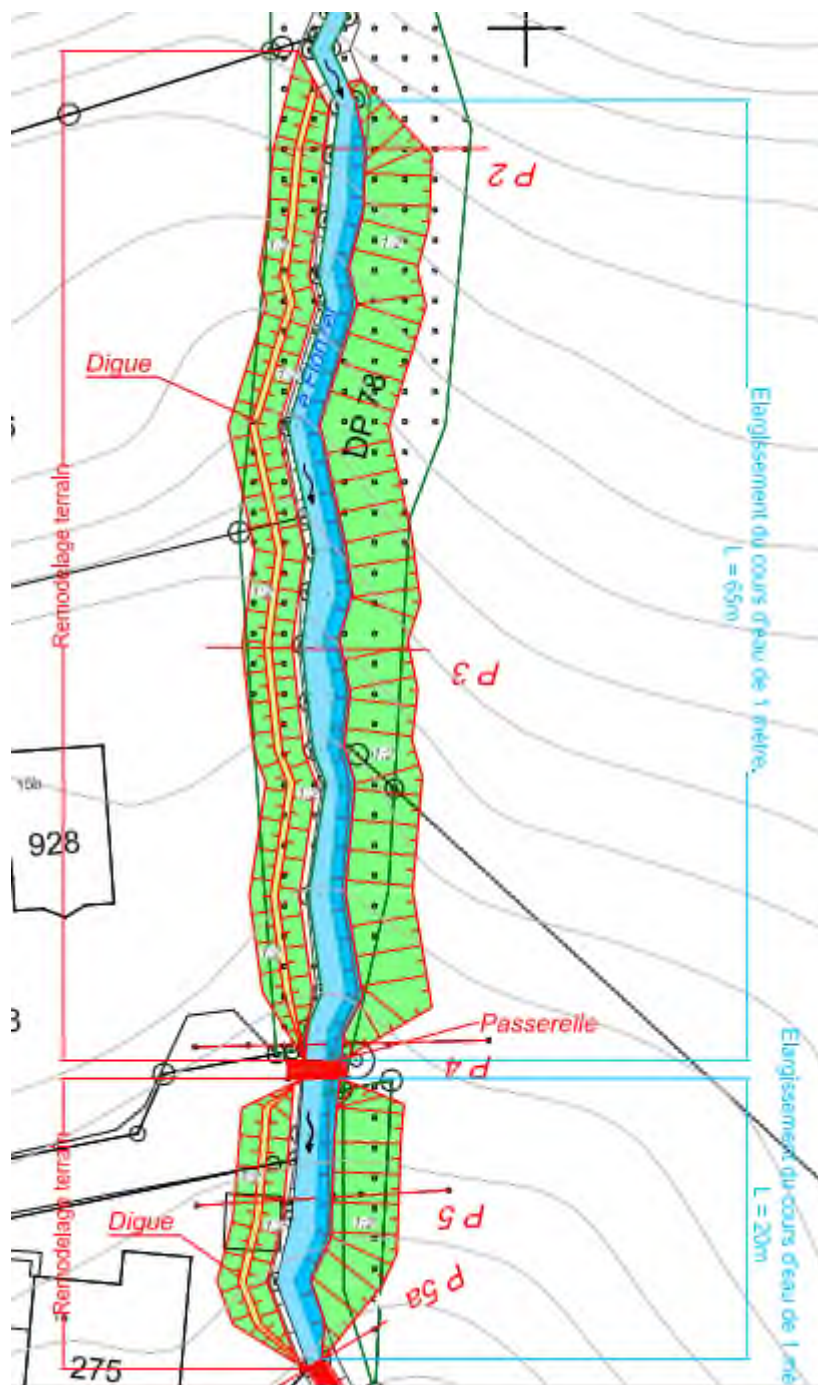 P 2
Digue
DP 78
Elargissement du cours d'eau de 1 mètre,
L = 65m
Remodelage terrain
P 3
15b
928
Passerelle
P 4
Elargissement du cours d'eau de 1 mè
L = 20m
Remodelage terrain
P 5
Digue
P 5a
275